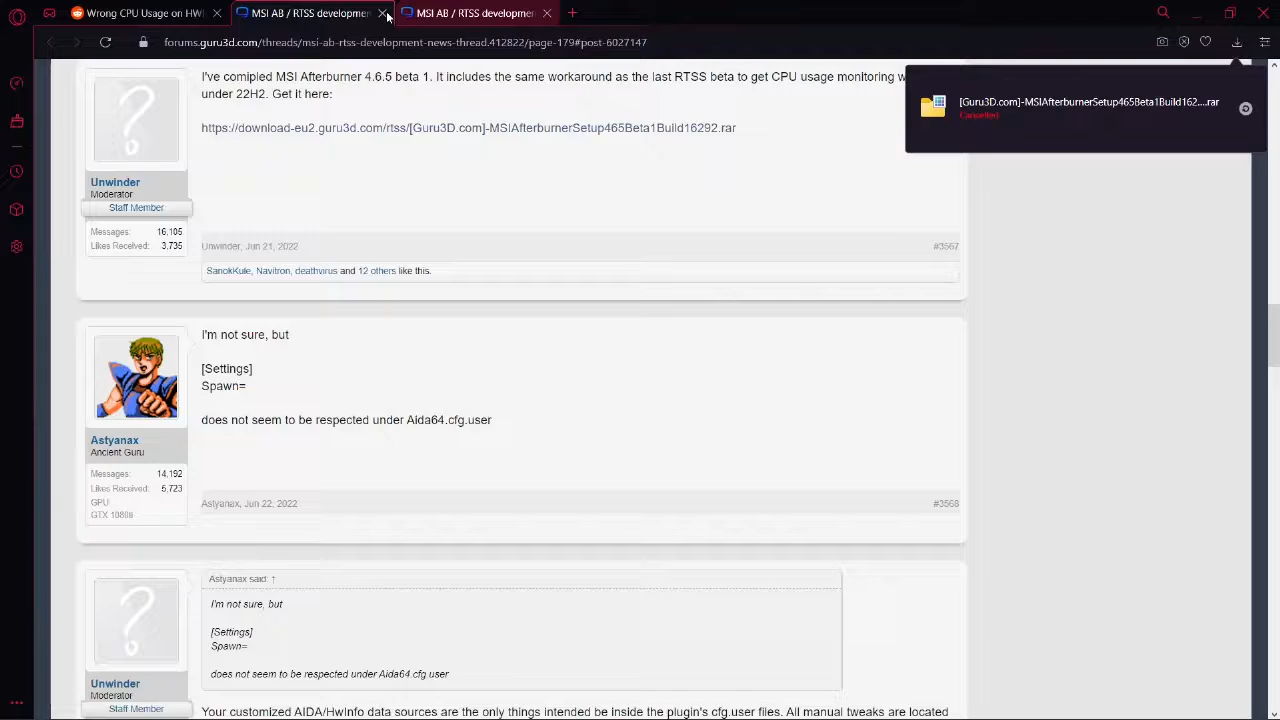 Wrong CPU Usage on HW
MSI AB / RTSS developmen
MSI AB / RTSS developmen
forums.guru3d.com/threads/msi-ab-rtss-development-news-thread.412822/page-179#post-6027147
[Guru3D.com]-MSIAfterburnerSetup465Beta1Build162....rar
Cancelled
I've comipled MSI Afterburner 4.6.5 beta 1. It includes the same workaround as the last RTSS beta to get CPU usage monitoring w
under 22H2. Get it here:
https://download-eu2.guru3d.com/rtss/[Guru3D.com]-MSIAfterburnerSetup465Beta1Build16292.rar
Unwinder
Moderator
Staff Member
Messages: 16,105
Likes Received: 3,735
Unwinder, Jun 21, 2022 #3567
SanokKule, Navitron, deathvirus and 12 others like this.
I'm not sure, but
[Settings]
Spawn=
does not seem to be respected under Aida64.cfg.user
Astyanax
Ancient Guru
Messages: 14,192
Likes Received: 5,723
GPU:
GTX 1080ti
Astyanax, Jun 22, 2022 #3568
Astyanax said: ↑
I'm not sure, but
[Settings]
Spawn=
does not seem to be respected under Aida64.cfg.user
Unwinder
Moderator
Staff Member
Your customized AIDA/HwInfo data sources are the only things intended be inside the plugin's cfg.user files. All manual tweaks are located